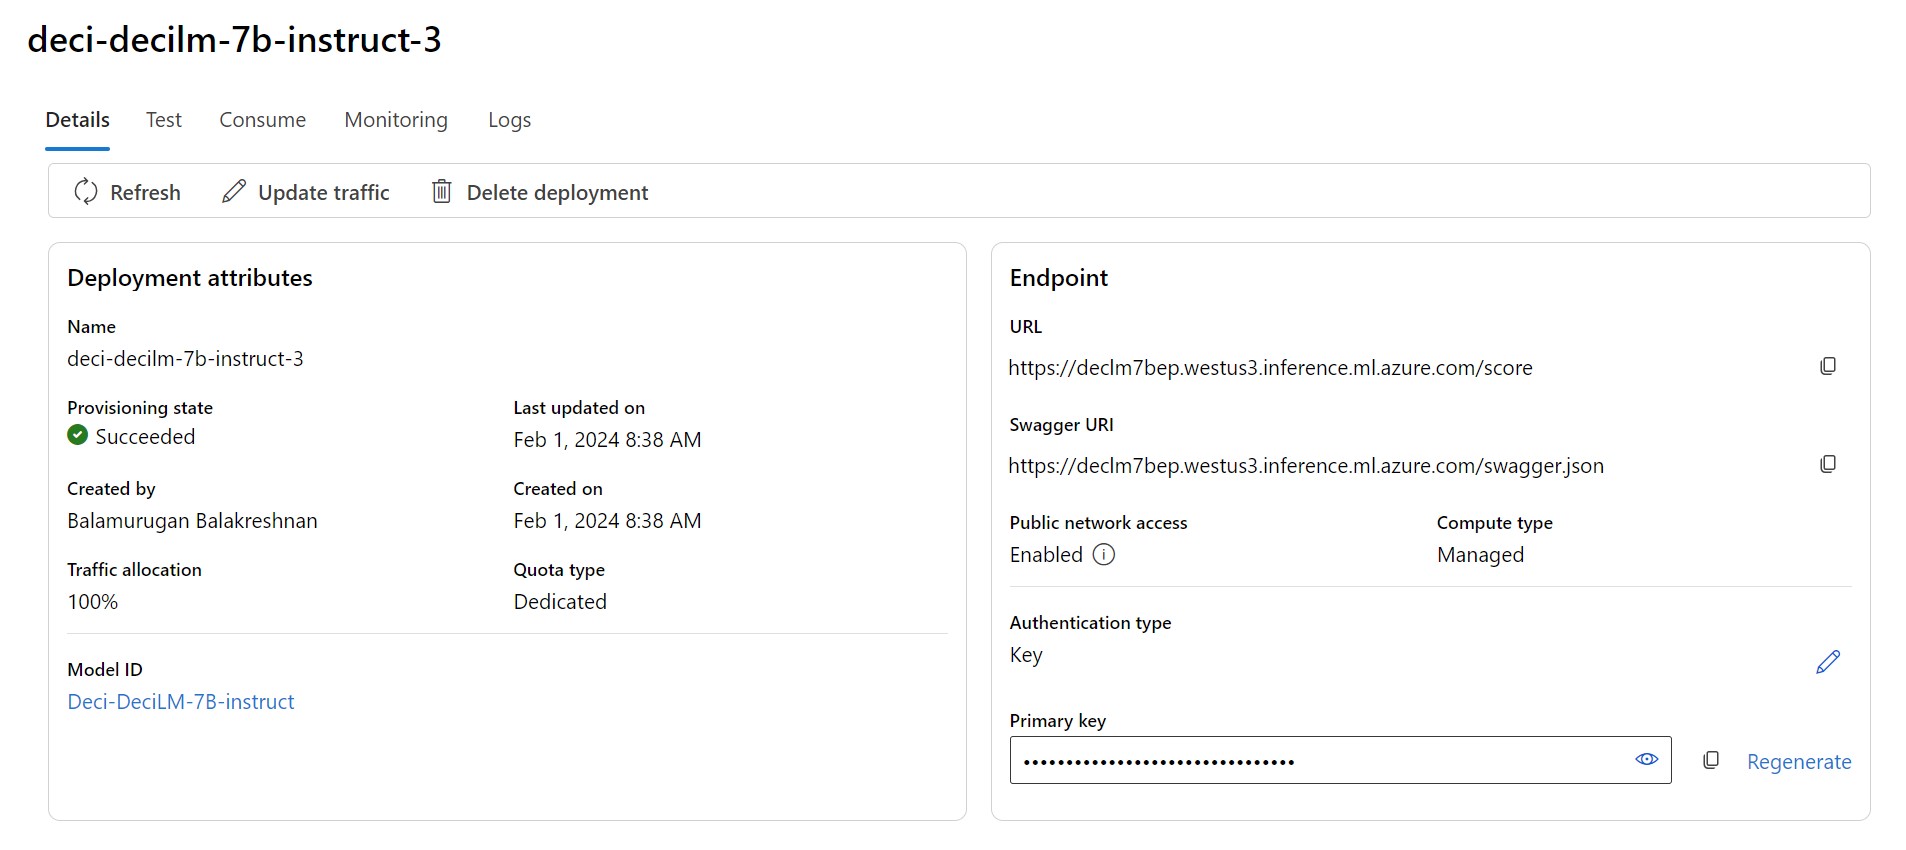 deci-decilm-7b-instruct-3
Details Test Consume Monitoring Logs
Refresh Update traffic Delete deployment
Deployment attributes
Name
deci-decilm-7b-instruct-3
Provisioning state Last updated on
Succeeded Feb 1, 2024 8:38 AM
Created by Created on
Balamurugan Balakreshnan Feb 1, 2024 8:38 AM
Traffic allocation Quota type
100% Dedicated
Model ID
Deci-DeciLM-7B-instruct
Endpoint
URL
https://declm7bep.westus3.inference.ml.azure.com/score
Swagger URI
https://declm7bep.westus3.inference.ml.azure.com/swagger.json
Public network access Compute type
Enabled Managed
Authentication type
Key
Primary key
•••••••••••••••••••••••••••••••• Regenerate